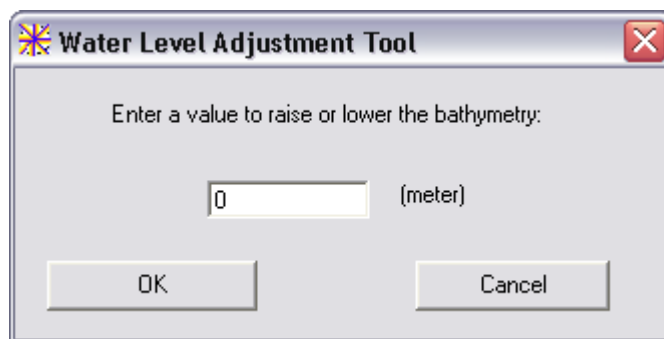 Water Level Adjustment Tool
Enter a value to raise or lower the bathymetry:
0 (meter)
OK Cancel